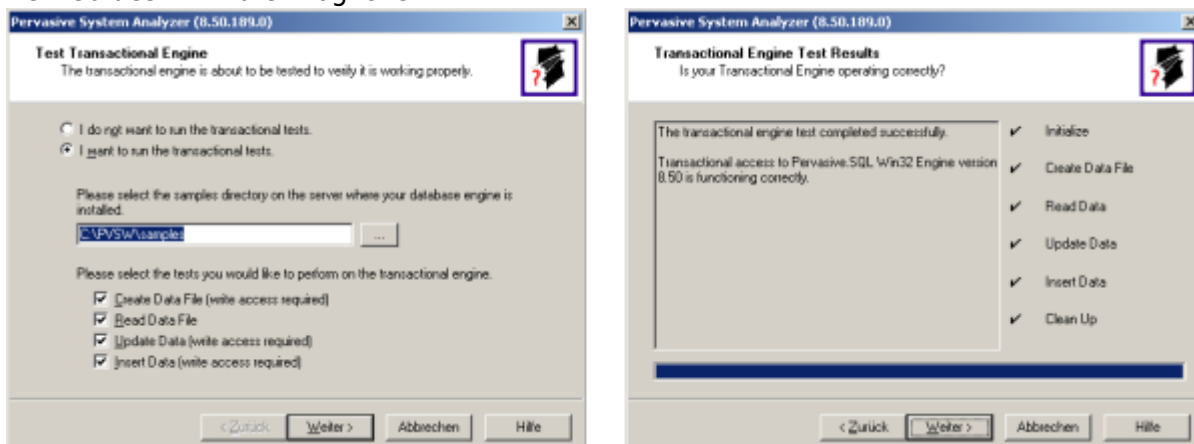 Pervasive System Analyzer (8.50.189.0)
Test Transactional Engine
The transactional engine is about to be tested to verify it is working properly.
I do not want to run the transactional tests.
I want to run the transactional tests.
Please select the samples directory on the server where your database engine is
installed.
C:\PVSW\samples
...
Please select the tests you would like to perform on the transactional engine.
Create Data File (write access required)
Read Data File
Update Data (write access required)
Insert Data (write access required)
< Zurück
Weiter >
Abbrechen
Hilfe
Pervasive System Analyzer (8.50.189.0)
Transactional Engine Test Results
Is your Transactional Engine operating correctly?
The transactional engine test completed successfully.
Transactional access to Pervasive.SQL Win32 Engine version
8.50 is functioning correctly.
Initialize
Create Data File
Read Data
Update Data
Insert Data
Clean Up
< Zurück
Weiter >
Abbrechen
Hilfe